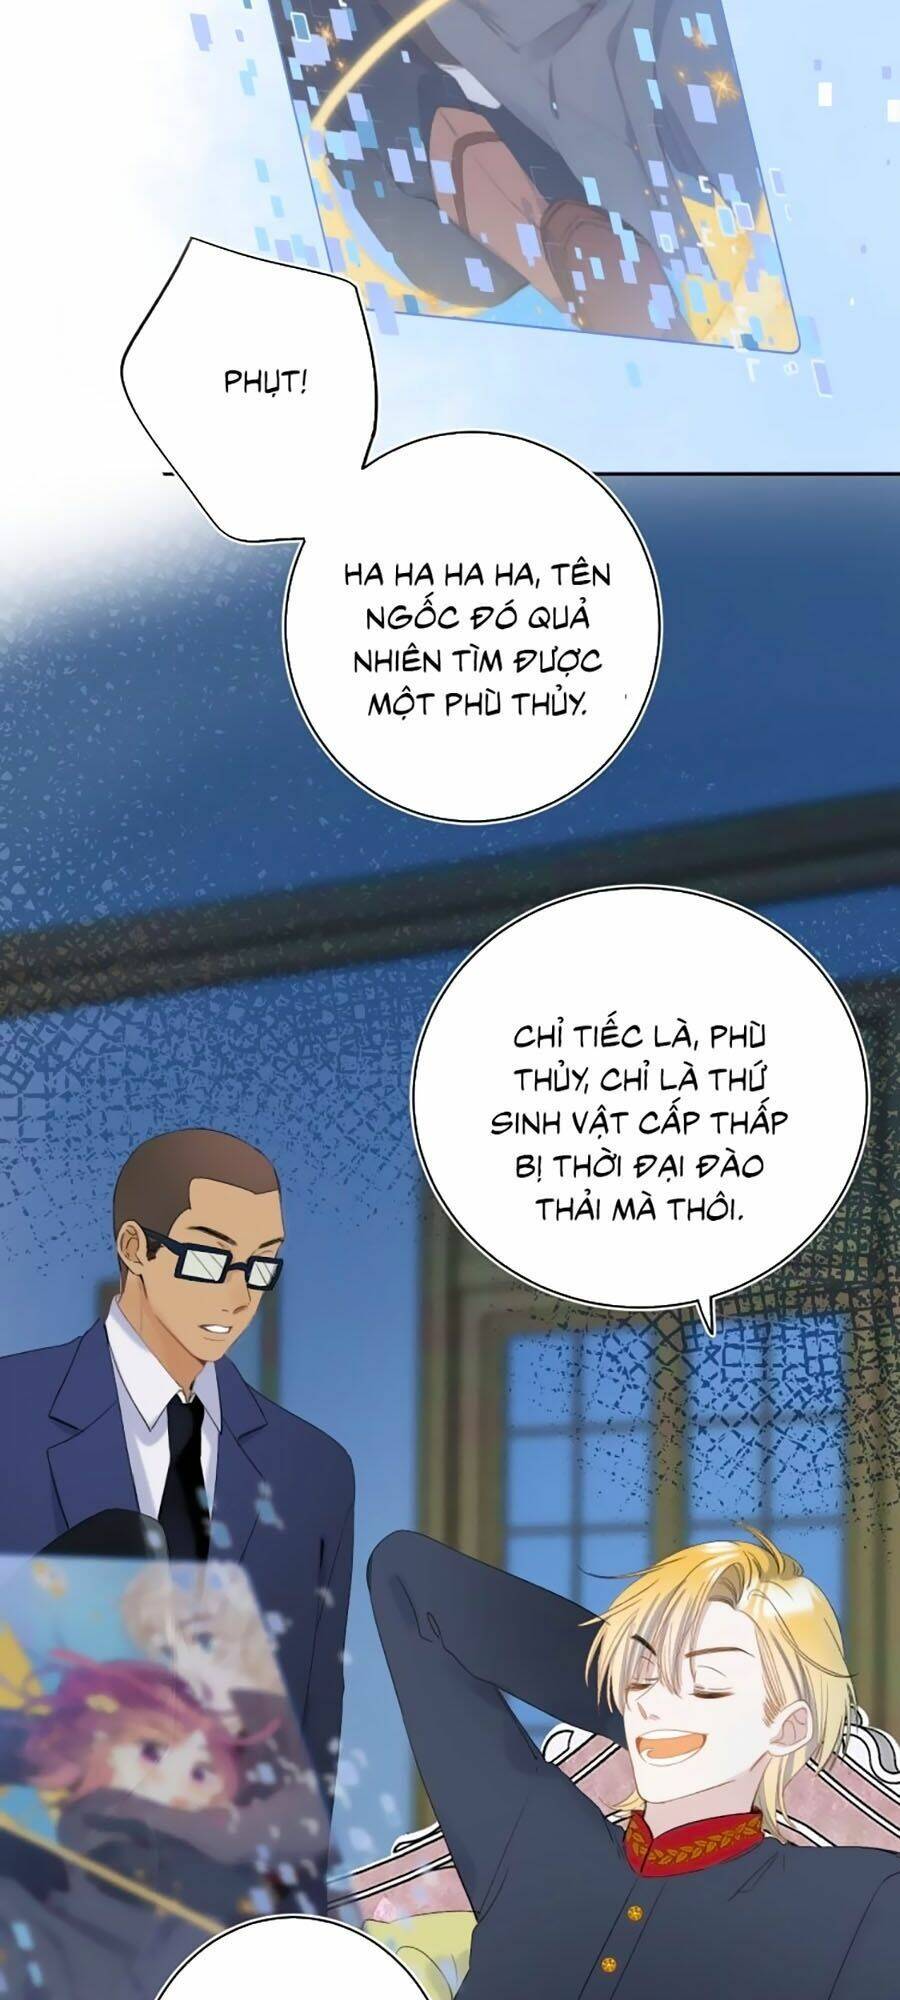 PHỤT!
HA HA HA HA, TÊN
NGỐC ĐÓ QUẢ
NHIÊN TÌM ĐƯỢC
MỘT PHÙ THỦY.
CHỈ TIẾC LÀ, PHÙ
THỦY, CHỈ LÀ THỨ
SINH VẬT CẤP THẤP
BỊ THỜI ĐẠI ĐÀO
THẢI MÀ THÔI.